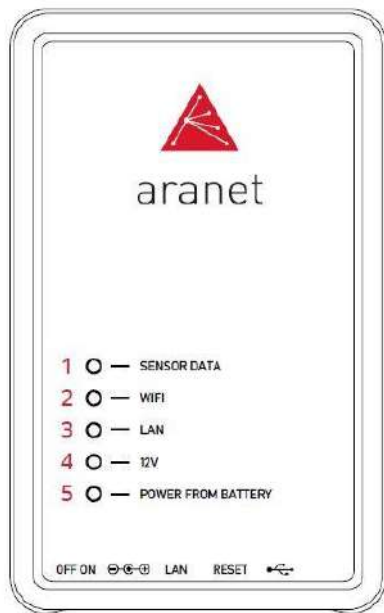 aranet
1 SENSOR DATA
2 WIFI
3 LAN
4 12V
5 POWER FROM BATTERY
OFF ON LAN RESET